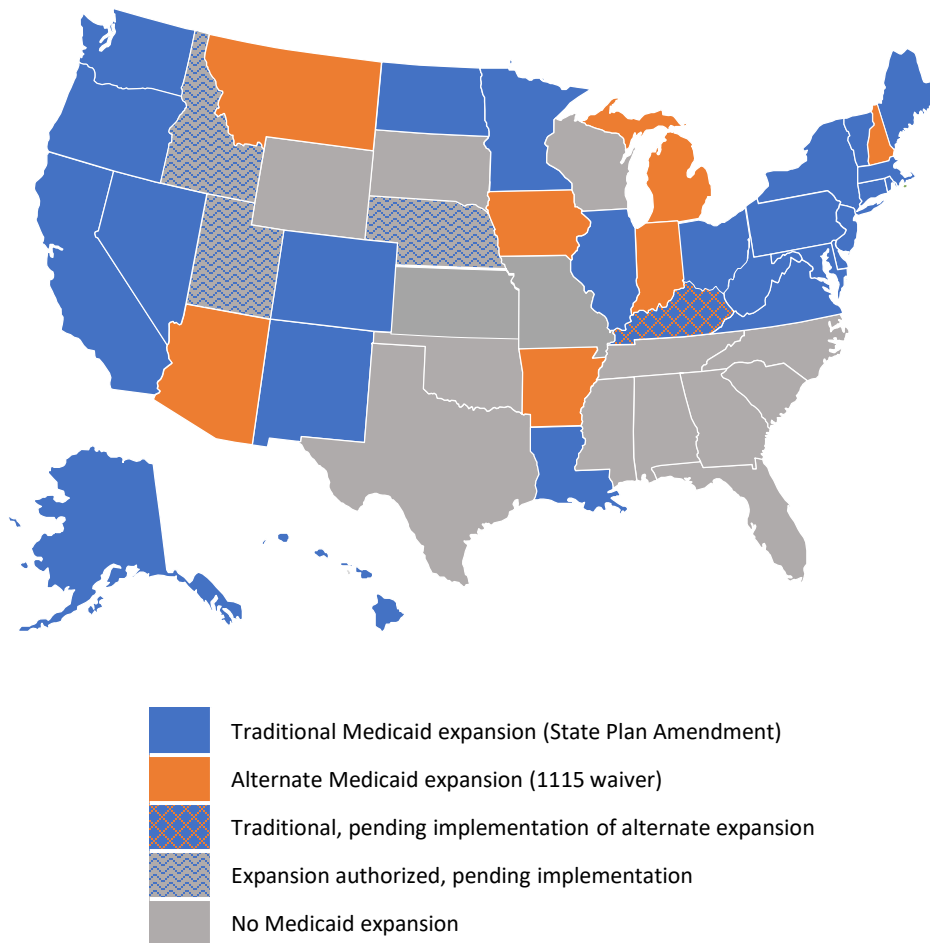 Traditional Medicaid expansion (State Plan Amendment)
Alternate Medicaid expansion (1115 waiver)
Traditional, pending implementation of alternate expansion
Expansion authorized, pending implementation
No Medicaid expansion